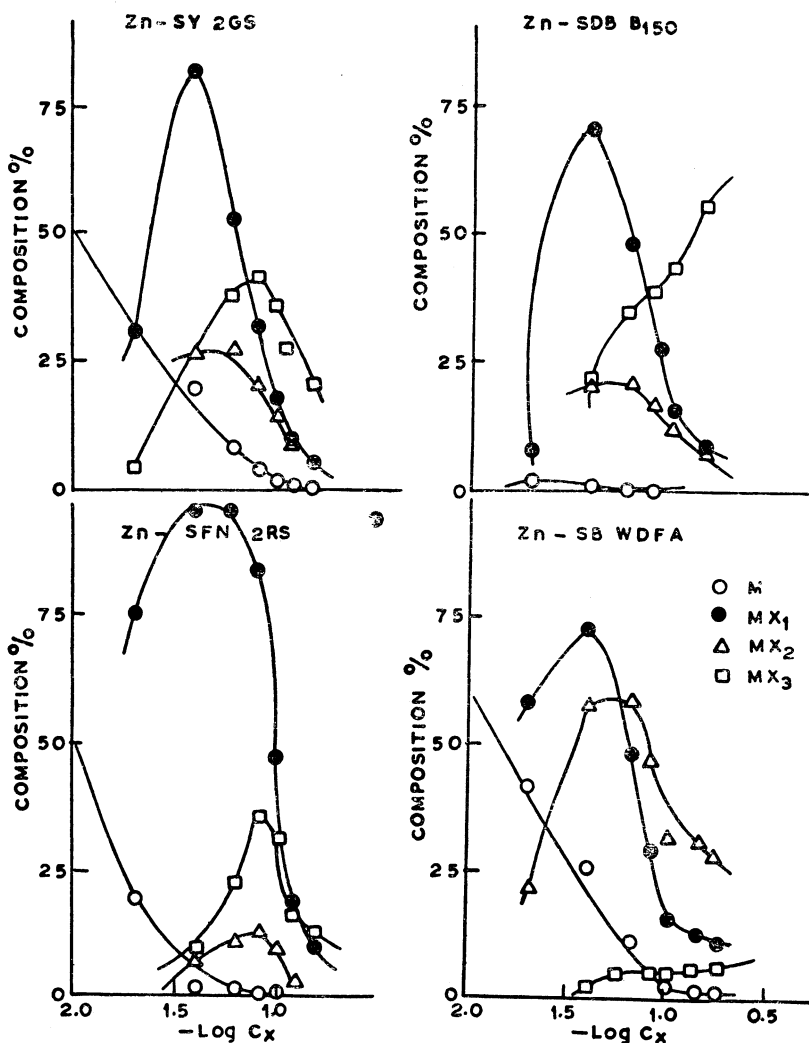 Zn-SY 2GS
COMPOSITION %
75
50
25
0
Zn-SDB B150
COMPOSITION %
75
50
25
0
Zn-SFN 2RS
COMPOSITION %
75
50
25
0
2.0 1.5 1.0
-Log Cx
Zn-SB WDFA
M
MX1
MX2
MX3
COMPOSITION %
75
50
25
0
2.0 1.5 1.0 0.5
-Log Cx